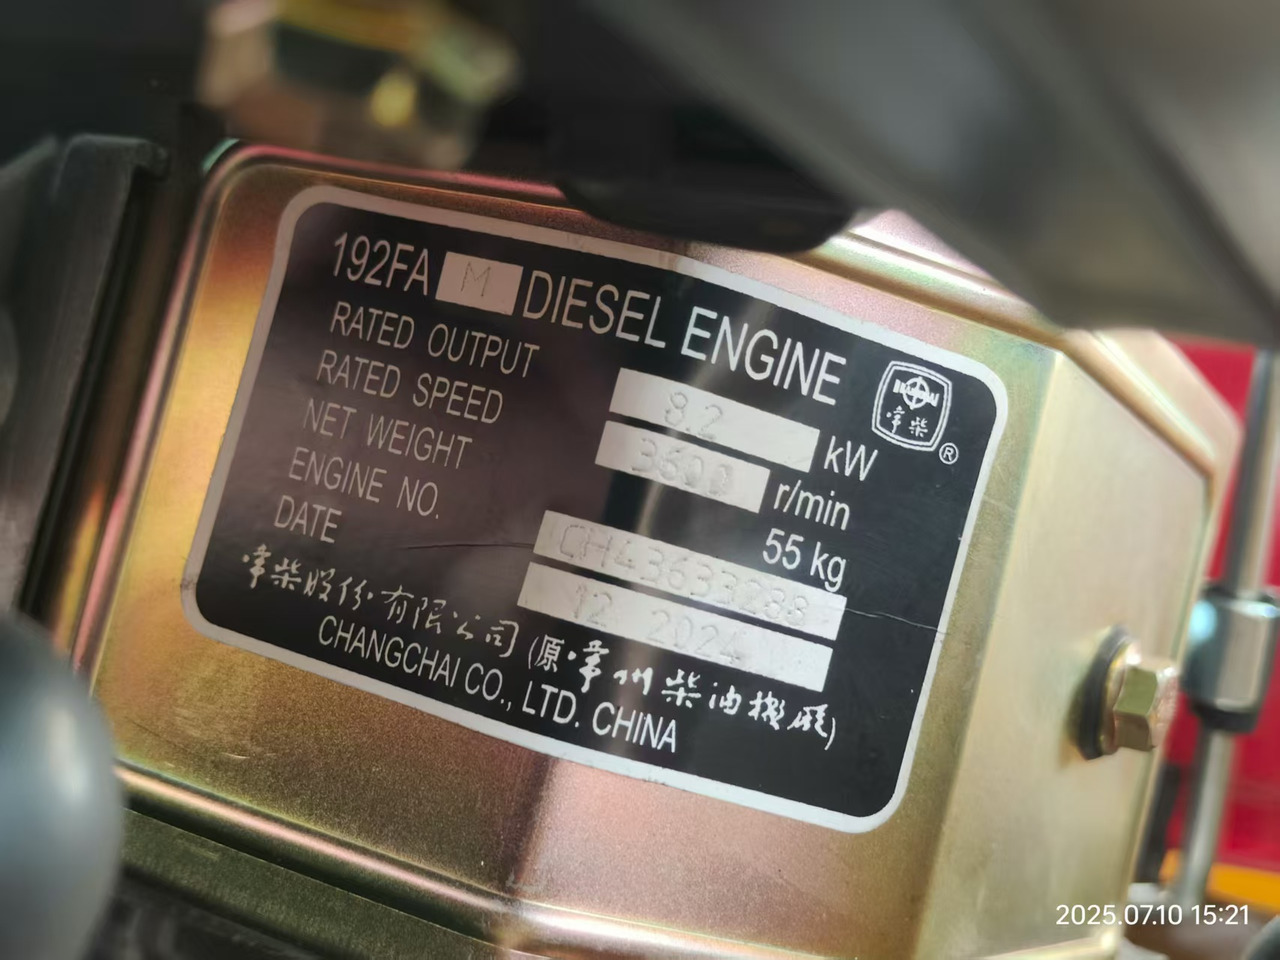 192FA M DIESEL ENGINE
RATED OUTPUT 8.2 kW
RATED SPEED 3600 r/min
NET WEIGHT 55 kg
ENGINE NO. CH43633288
DATE 12 2024
常柴股份有限公司(原常州柴油機廠)
CHANGCHAI CO., LTD. CHINA
常柴
®
2025.07.10 15:21